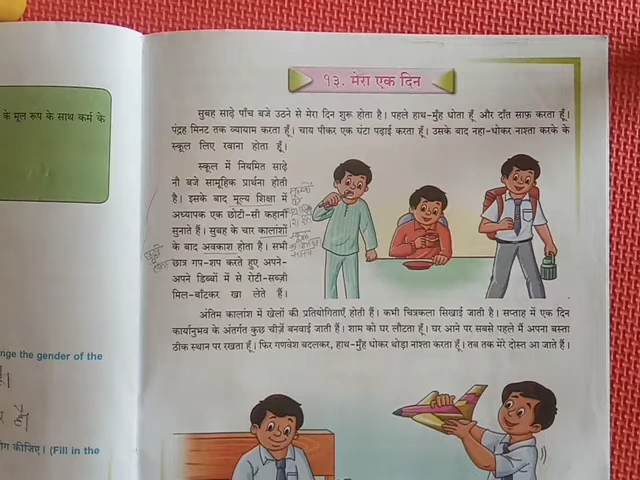 के मूल रुप के साथ कर्म के
nge the gender of the
है।
ोग कीजिए। (Fill in the
१३. मेरा एक दिन
सुबह साढ़े पाँच बजे उठने से मेरा दिन शुरू होता है। पहले हाथ-मुँह धोता हूँ और दाँत साफ़ करता हूँ।
पंद्रह मिनट तक व्यायाम करता हूँ। चाय पीकर एक घंटा पढ़ाई करता हूँ। उसके बाद नहा-धोकर नाश्ता करके के
स्कूल लिए रवाना होता हूँ।
स्कूल में नियमित साढ़े
नौ बजे सामूहिक प्रार्थना होती
है। इसके बाद मूल्य शिक्षा में
अध्यापक एक छोटी-सी कहानी
सुनाते हैं। सुबह के चार कालांशों
के बाद अवकाश होता है। सभी
छात्र गप-शप करते हुए अपने-
अपने डिब्बों में से रोटी-सब्ज़ी
मिल-बाँटकर खा लेते हैं।
अंतिम कालांश में खेलों की प्रतियोगिताएँ होती हैं। कभी चित्रकला सिखाई जाती है। सप्ताह में एक दिन
कार्यानुभव के अंतर्गत कुछ चीज़ें बनवाई जाती हैं। शाम को घर लौटता हूँ। घर आने पर सबसे पहले मैं अपना बस्ता
ठीक स्थान पर रखता हूँ। फिर गणवेश बदलकर, हाथ-मुँह धोकर थोड़ा नाश्ता करता हूँ। तब तक मेरे दोस्त आ जाते हैं।